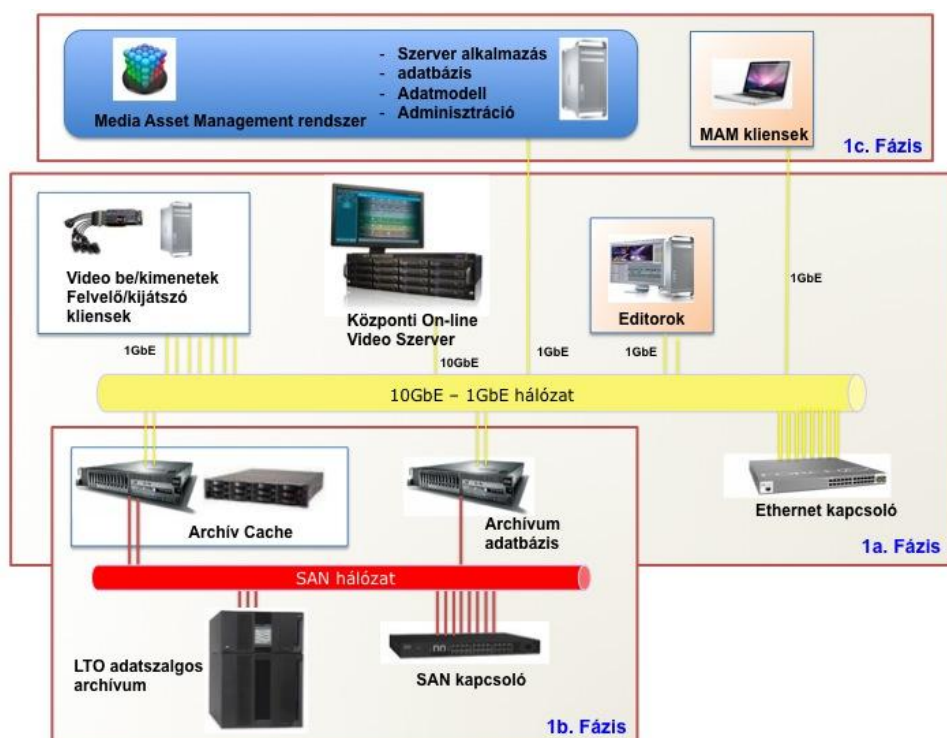 Media Asset Management rendszer
- Szerver alkalmazás
- adatbázis
- Adatmodell
- Adminisztráció
MAM kliensek
1c. Fázis
Video be/kimenetek
Felvelő/kijátszó
kliensek
Központi On-line
Video Szerver
Editorok
1GbE
1GbE
10GbE
1GbE
1GbE
10GbE – 1GbE hálózat
Archív Cache
Archívum
adatbázis
Ethernet kapcsoló
1a. Fázis
SAN hálózat
LTO adatszalgos
archívum
SAN kapcsoló
1b. Fázis